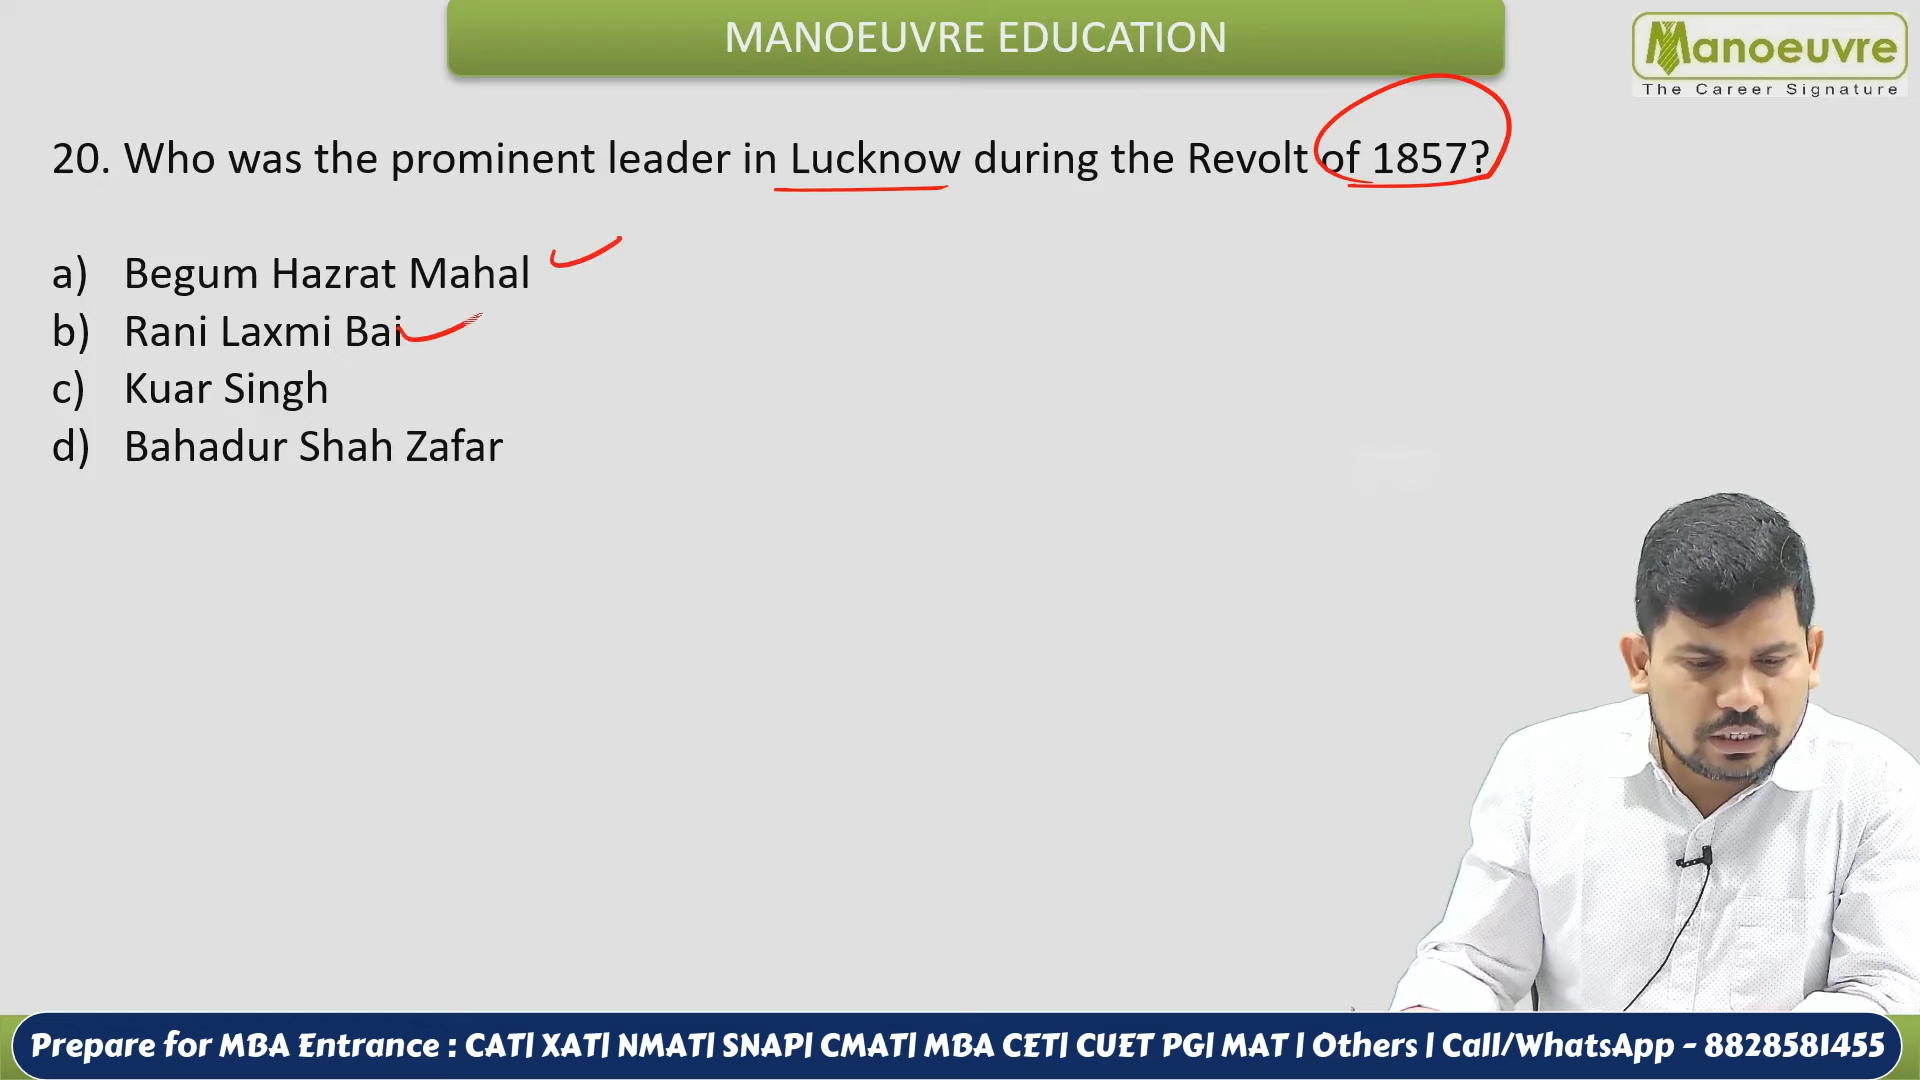 MANOEUVRE EDUCATION
Manoeuvre
The Career Signature
20. Who was the prominent leader in Lucknow during the Revolt of 1857?
a) Begum Hazrat Mahal
b) Rani Laxmi Bai
c) Kuar Singh
d) Bahadur Shah Zafar
Prepare for MBA Entrance : CAT| XAT| NMAT| SNAP| CMAT| MBA CET| CUET PG| MAT | Others | Call/WhatsApp - 8828581455